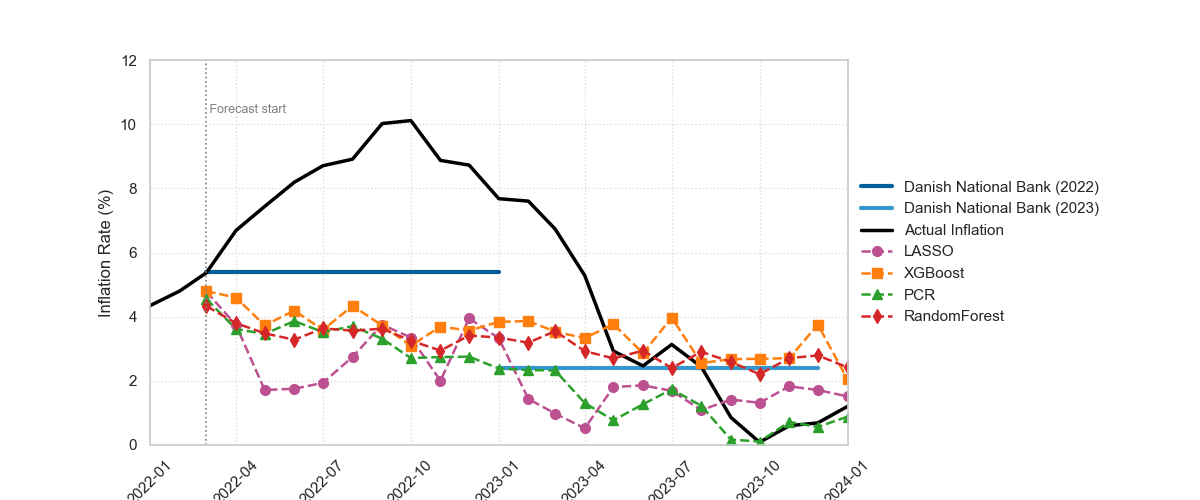 12
10
8
6
4
2
0
Inflation Rate (%)
Forecast start
2022-01
2022-04
2022-07
2022-10
2023-01
2023-04
2023-07
2023-10
2024-01
Danish National Bank (2022)
Danish National Bank (2023)
Actual Inflation
LASSO
XGBoost
PCR
RandomForest